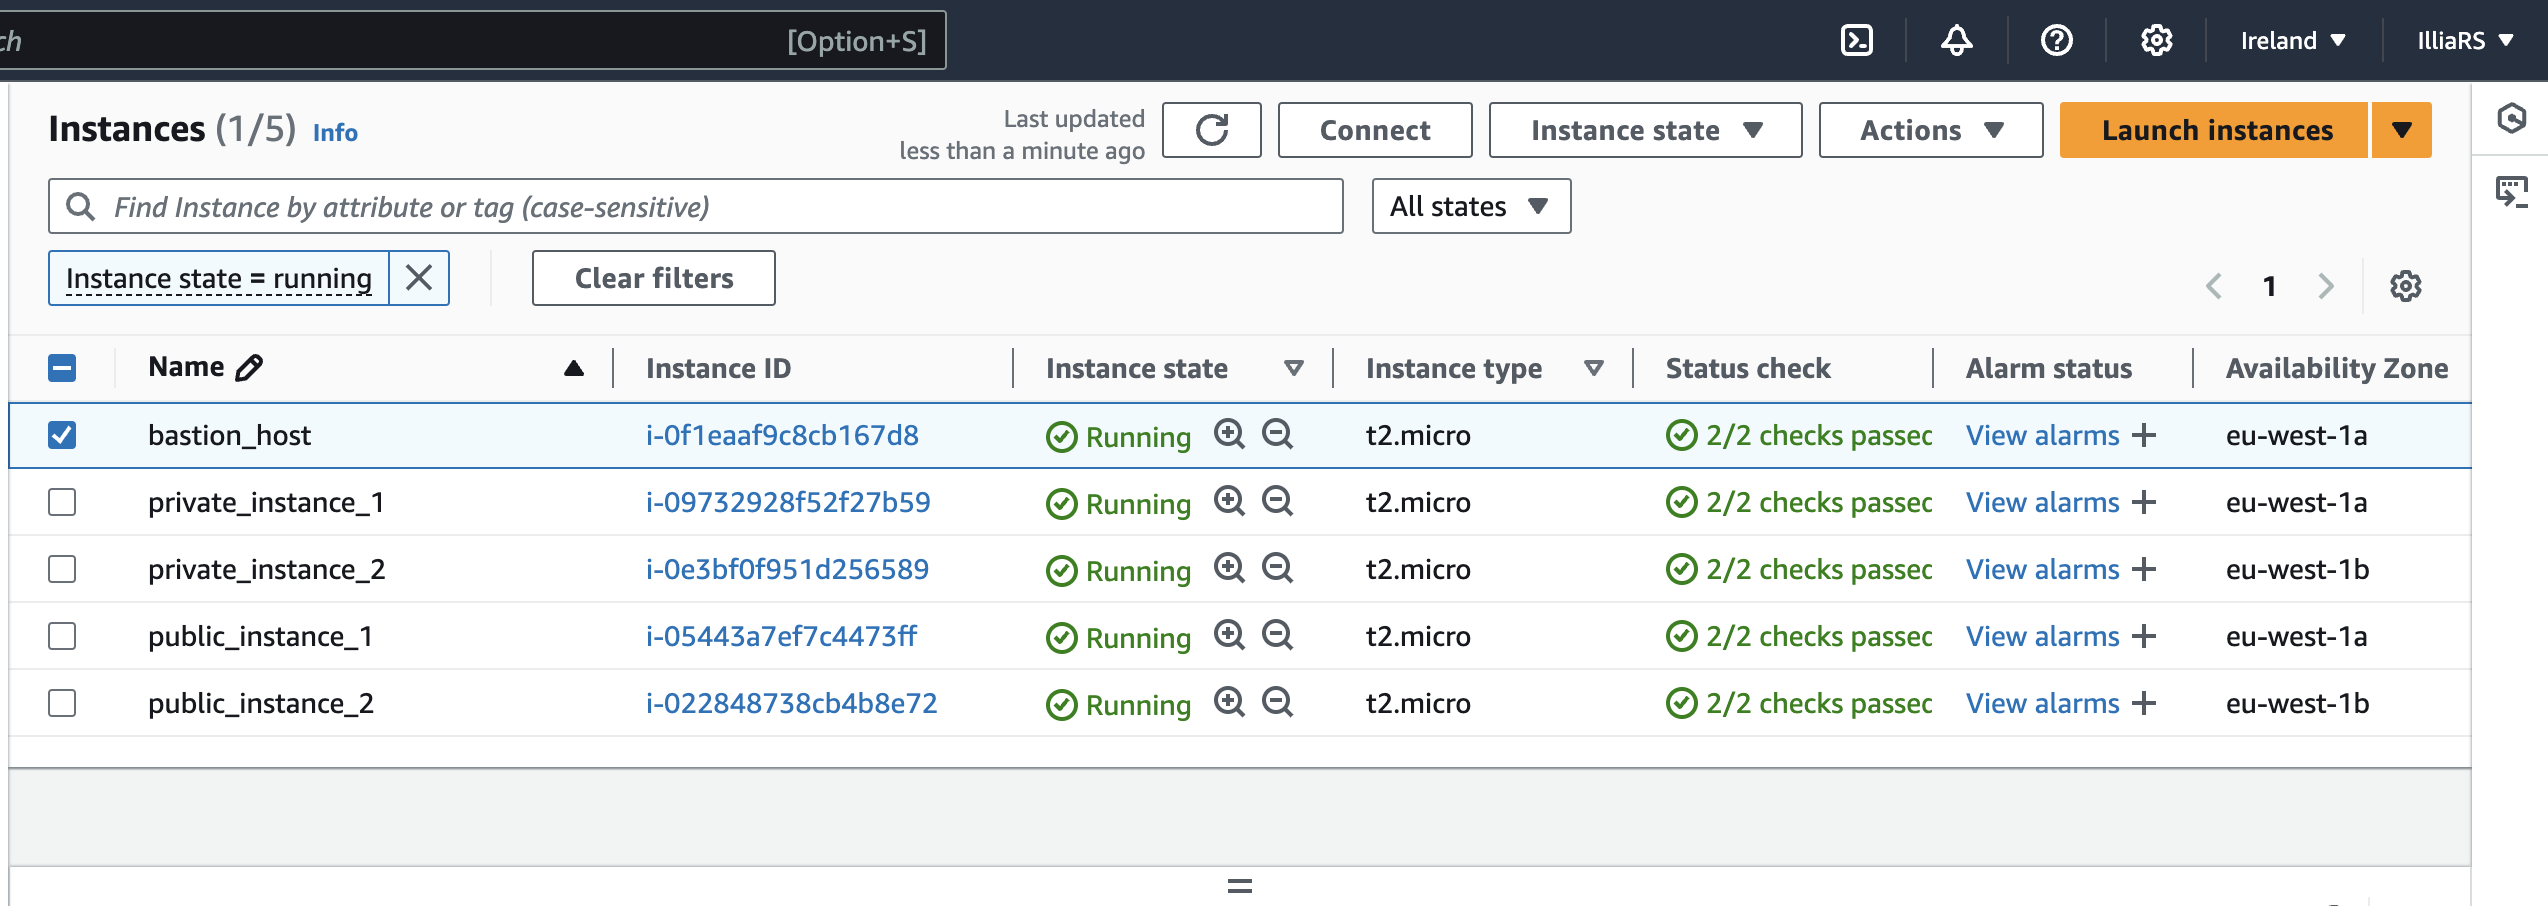 ch [Option+S] Ireland IlliaRS
Instances (1/5) Info
Last updated
less than a minute ago
Connect Instance state Actions Launch instances
Find Instance by attribute or tag (case-sensitive) All states
Instance state = running Clear filters 1
Name Instance ID Instance state Instance type Status check Alarm status Availability Zone
bastion_host i-0f1eaaf9c8cb167d8 Running t2.micro 2/2 checks passec View alarms + eu-west-1a
private_instance_1 i-09732928f52f27b59 Running t2.micro 2/2 checks passec View alarms + eu-west-1a
private_instance_2 i-0e3bf0f951d256589 Running t2.micro 2/2 checks passec View alarms + eu-west-1b
public_instance_1 i-05443a7ef7c4473ff Running t2.micro 2/2 checks passec View alarms + eu-west-1a
public_instance_2 i-022848738cb4b8e72 Running t2.micro 2/2 checks passec View alarms + eu-west-1b